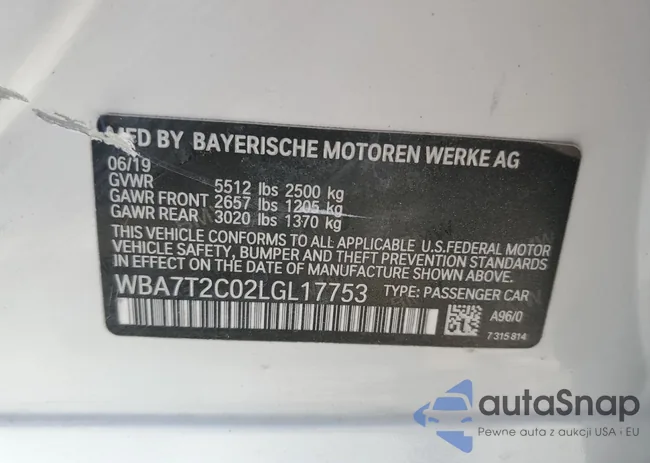 MFD BY BAYERISCHE MOTOREN WERKE AG
06/19
GVWR 5512 lbs 2500 kg
GAWR FRONT 2657 lbs 1205 kg
GAWR REAR 3020 lbs 1370 kg
THIS VEHICLE CONFORMS TO ALL APPLICABLE U.S.FEDERAL MOTOR
VEHICLE SAFETY, BUMPER AND THEFT PREVENTION STANDARDS
IN EFFECT ON THE DATE OF MANUFACTURE SHOWN ABOVE.
WBA7T2C02LGL17753 TYPE: PASSENGER CAR
A96/0
7315814
autaSnap
Pewne auta z aukcji USA i EU